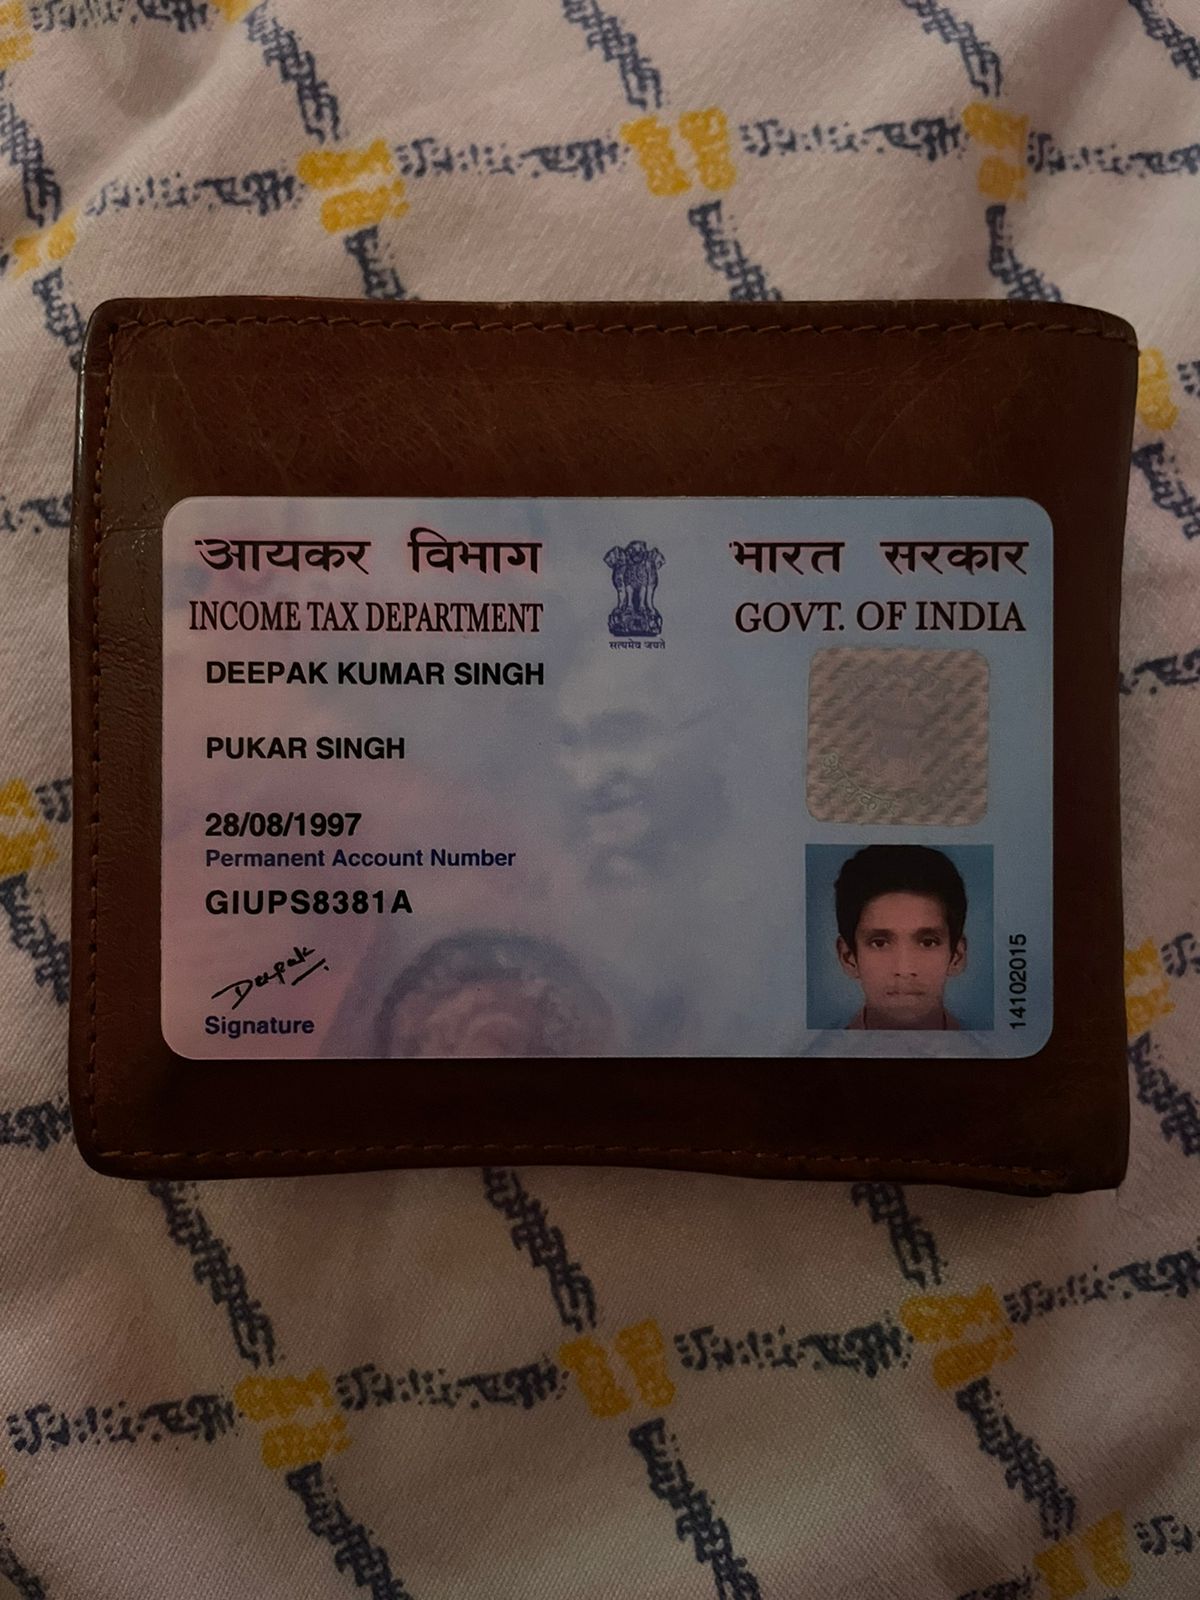 आयकर विभाग
INCOME TAX DEPARTMENT
सत्यमेव जयते
भारत सरकार
GOVT. OF INDIA
DEEPAK KUMAR SINGH
PUKAR SINGH
28/08/1997
Permanent Account Number
GIUPS8381A
Deepak
Signature
14102015